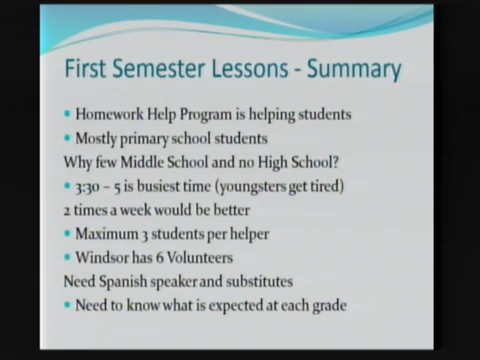 First Semester Lessons - Summary
• Homework Help Program is helping students
• Mostly primary school students
Why few Middle School and no High School?
• 3:30 – 5 is busiest time (youngsters get tired)
2 times a week would be better
• Maximum 3 students per helper
• Windsor has 6 Volunteers
Need Spanish speaker and substitutes
• Need to know what is expected at each grade